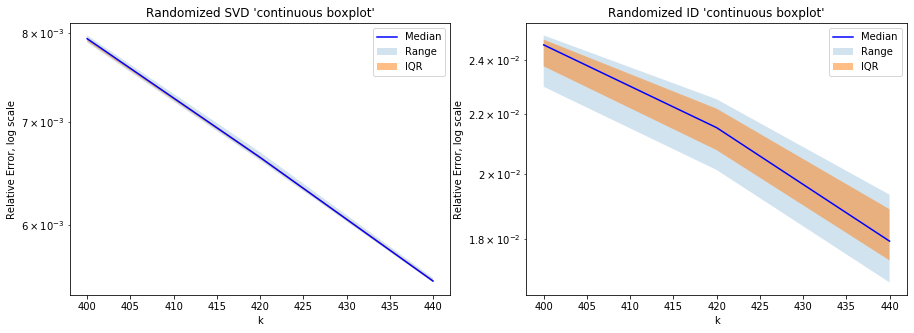 Randomized SVD 'continuous boxplot'
8 × 10⁻³
7 × 10⁻³
6 × 10⁻³
Relative Error, log scale
400 405 410 415 420 425 430 435 440
k
Median
Range
IQR
Randomized ID 'continuous boxplot'
2.4 × 10⁻²
2.2 × 10⁻²
2 × 10⁻²
1.8 × 10⁻²
Relative Error, log scale
400 405 410 415 420 425 430 435 440
k
Median
Range
IQR